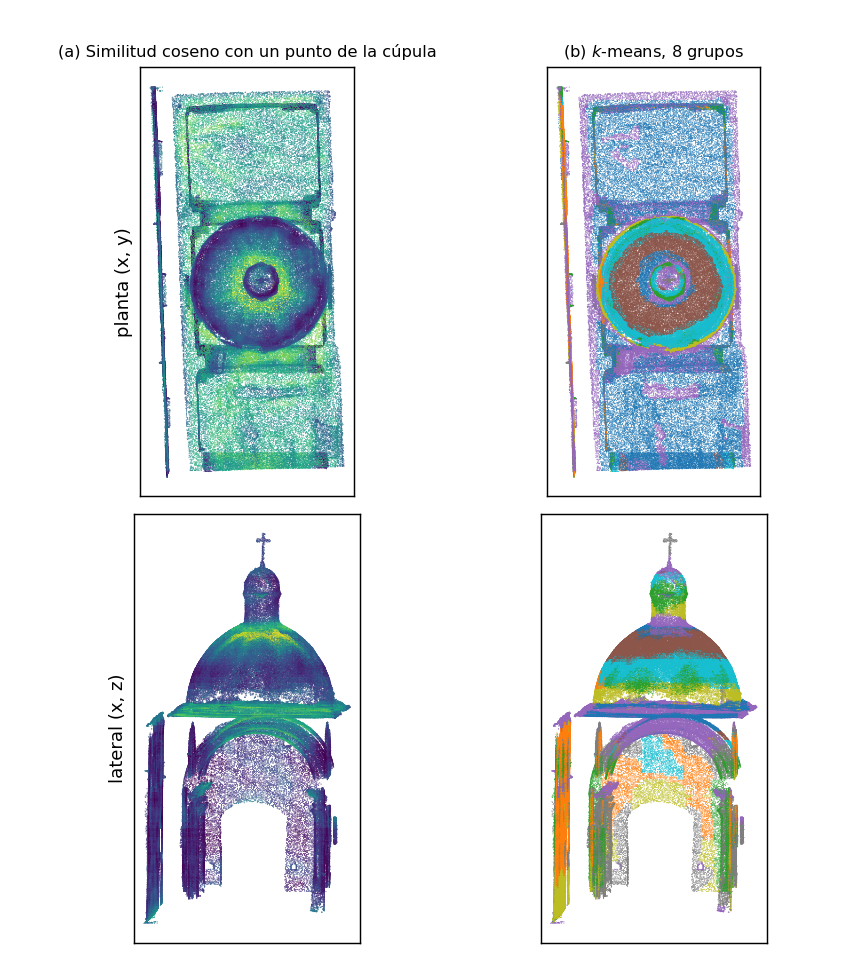 (a) Similitud coseno con un punto de la cúpula
(b) k-means, 8 grupos
planta (x, y)
lateral (x, z)